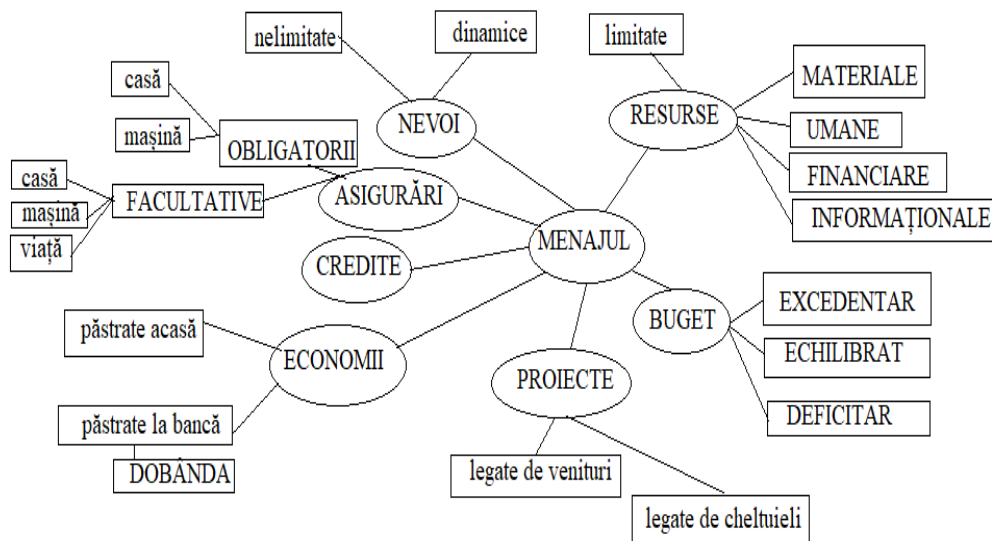 nelimitate
dinamice
limitate
casă
MATERIALE
NEVOI
RESURSE
mașină
OBLIGATORII
UMANE
casă
FACULTATIVE
ASIGURĂRI
FINANCIARE
mașină
INFORMAȚIONALE
viață
MENAJUL
CREDITE
BUGET
EXCEDENTAR
păstrate acasă
ECONOMII
ECHILIBRAT
PROIECTE
păstrate la bancă
DEFICITAR
DOBÂNDA
legate de venituri
legate de cheltuieli